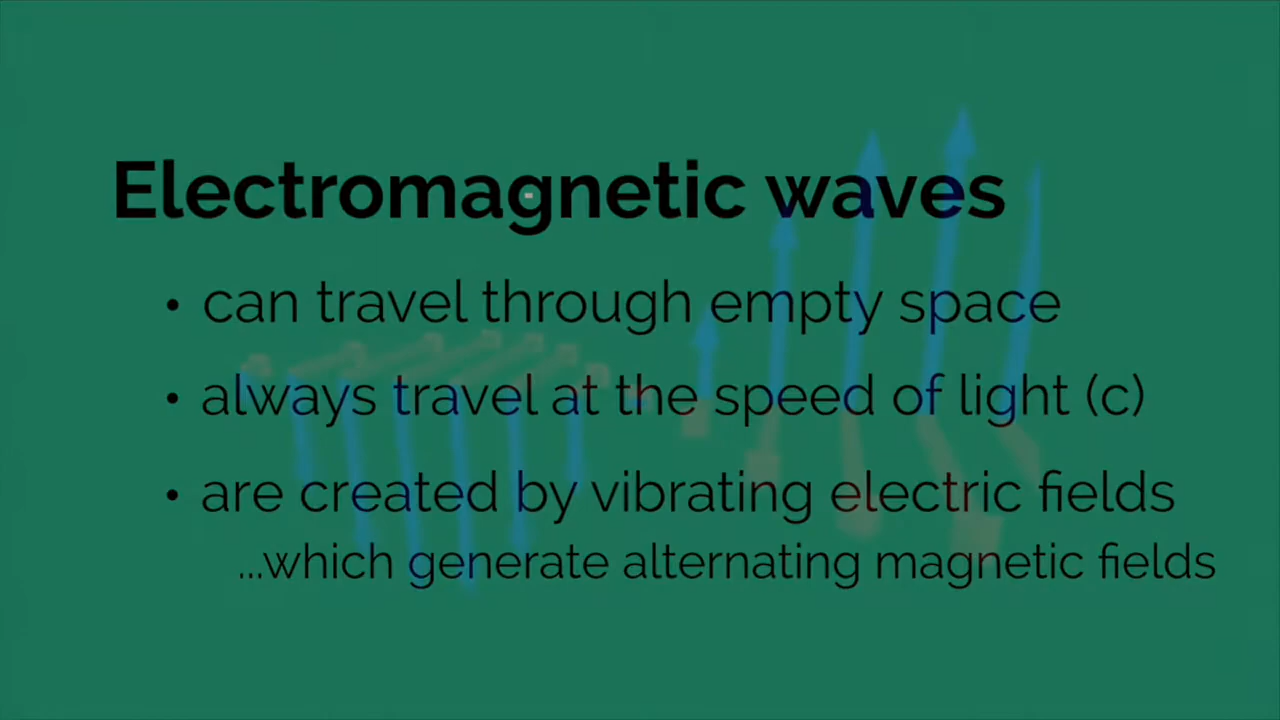 Electromagnetic waves
• can travel through empty space
• always travel at the speed of light (c)
• are created by vibrating electric fields
...which generate alternating magnetic fields